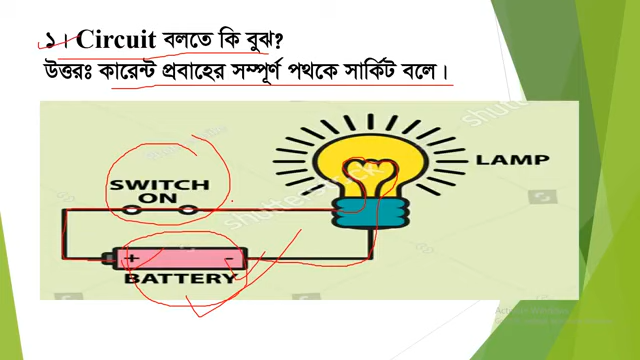 ১। Circuit বলতে কি বুঝ?
উত্তরঃ কারেন্ট প্রবাহের সম্পূর্ণ পথকে সার্কিট বলে।
LAMP
SWITCH
ON
+ -
BATTERY